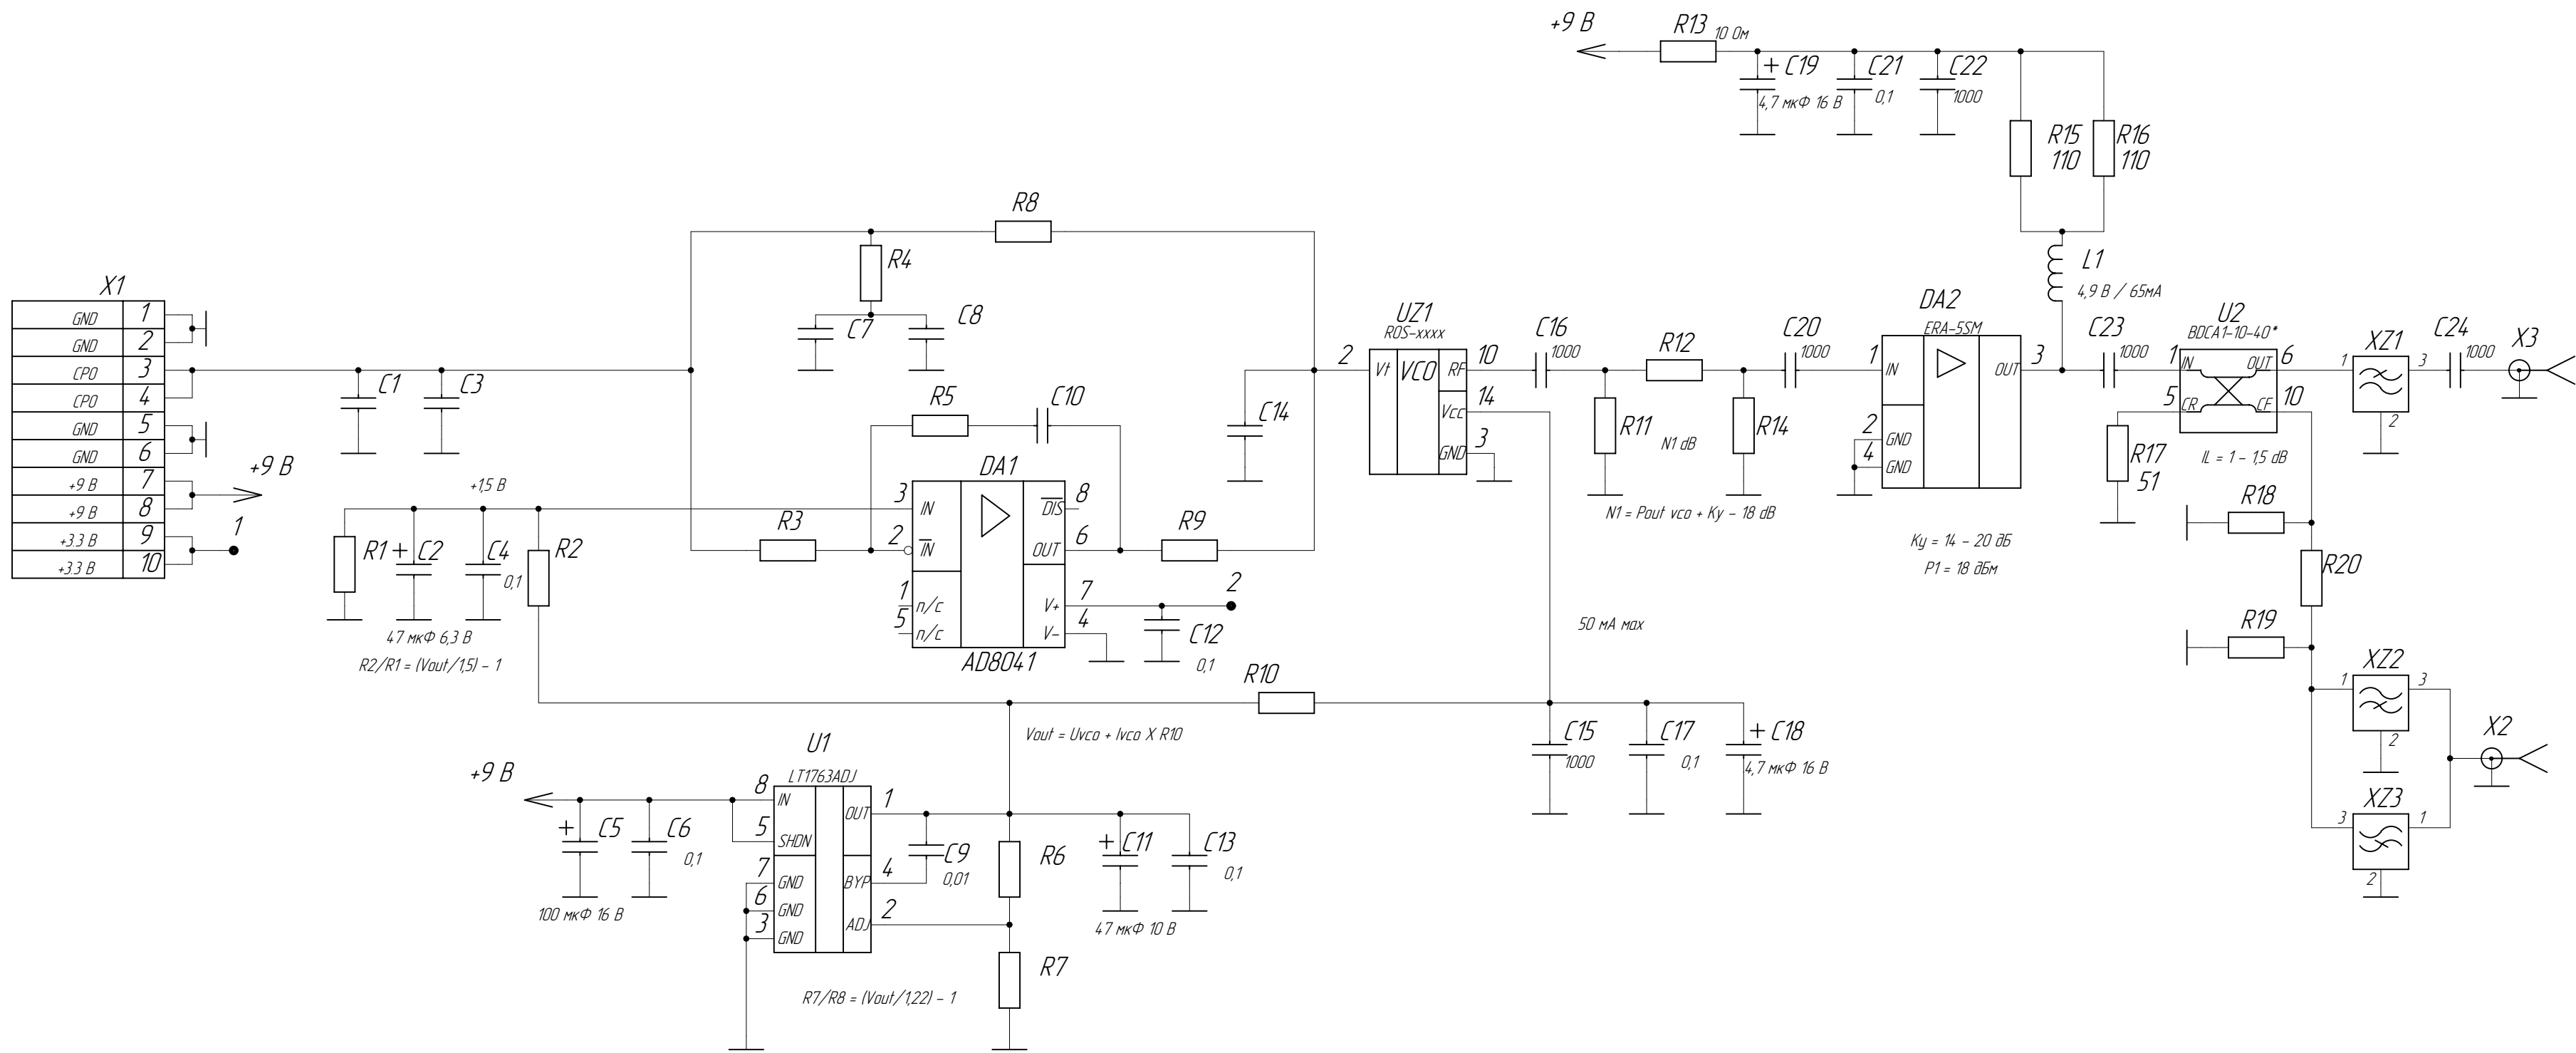 +9 В
R13
10 Ом
+ C19
4,7 мкФ 16 В
C21
0,1
C22
1000
R15
110
R16
110
L1
4,9 В / 65мА
R8
R4
C7
C8
X1
GND 1
GND 2
CPO 3
CPO 4
GND 5
GND 6
+9 В 7
+9 В 8
+3.3 В 9
+3.3 В 10
+9 В
1
C1
C3
+1,5 В
R1
+ C2
47 мкФ 6,3 В
C4
0,1
R2
R2/R1 = (Vout/1,5) - 1
R5
C10
R3
DA1
3 IN
2 IN
1 n/c
5 n/c
DIS 8
OUT 6
V+ 7
V- 4
AD8041
R9
2
C12
0,1
C14
UZ1
ROS-xxxx
2 Vt
VCO
RF 10
Vcc 14
GND 3
C16
1000
R12
R11
N1 dB
R14
N1 = Pout vco + Ky - 18 dB
C20
1000
DA2
ERA-5SM
1 IN
2 GND
4 GND
OUT 3
Ку = 14 - 20 дБ
P1 = 18 дБм
C23
1000
U2
BDCA1-10-40*
1 IN
OUT 6
5 CR
CF 10
IL = 1 - 1,5 dB
R17
51
XZ1
1
3
2
C24
1000
X3
R18
R20
R19
XZ2
1
3
2
XZ3
3
1
2
X2
50 мА max
R10
Vout = Uvco + Ivco X R10
C15
1000
C17
0,1
+ C18
4,7 мкФ 16 В
+9 В
+ C5
100 мкФ 16 В
C6
0,1
U1
LT1763ADJ
8 IN
5 SHDN
7 GND
6 GND
3 GND
OUT 1
BYP 4
ADJ 2
C9
0,01
R6
R7
+ C11
47 мкФ 10 В
C13
0,1
R7/R8 = (Vout/1,22) - 1